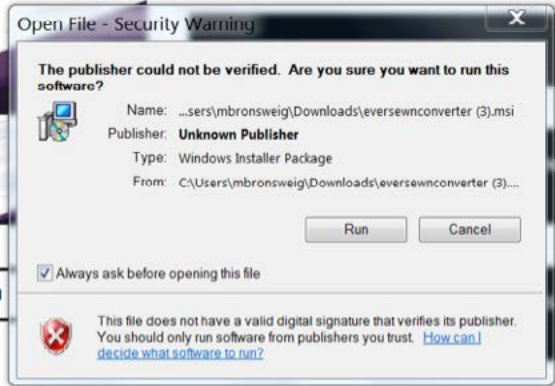 Open File - Security Warning
The publisher could not be verified. Are you sure you want to run this
software?
Name: ...sers\mbronsweig\Downloads\eversewnconverter (3).msi
Publisher: Unknown Publisher
Type: Windows Installer Package
From: C:\Users\mbronsweig\Downloads\eversewnconverter (3)....
Run Cancel
Always ask before opening this file
This file does not have a valid digital signature that verifies its publisher.
You should only run software from publishers you trust. How can I
decide what software to run?